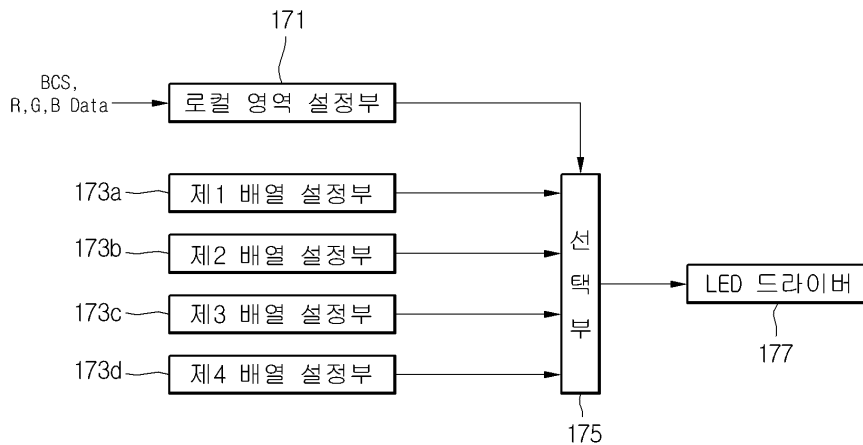 171
BCS,
R,G,B Data
로컬 영역 설정부
173a
제1 배열 설정부
173b
제2 배열 설정부
173c
제3 배열 설정부
173d
제4 배열 설정부
선
택
부
175
LED 드라이버
177